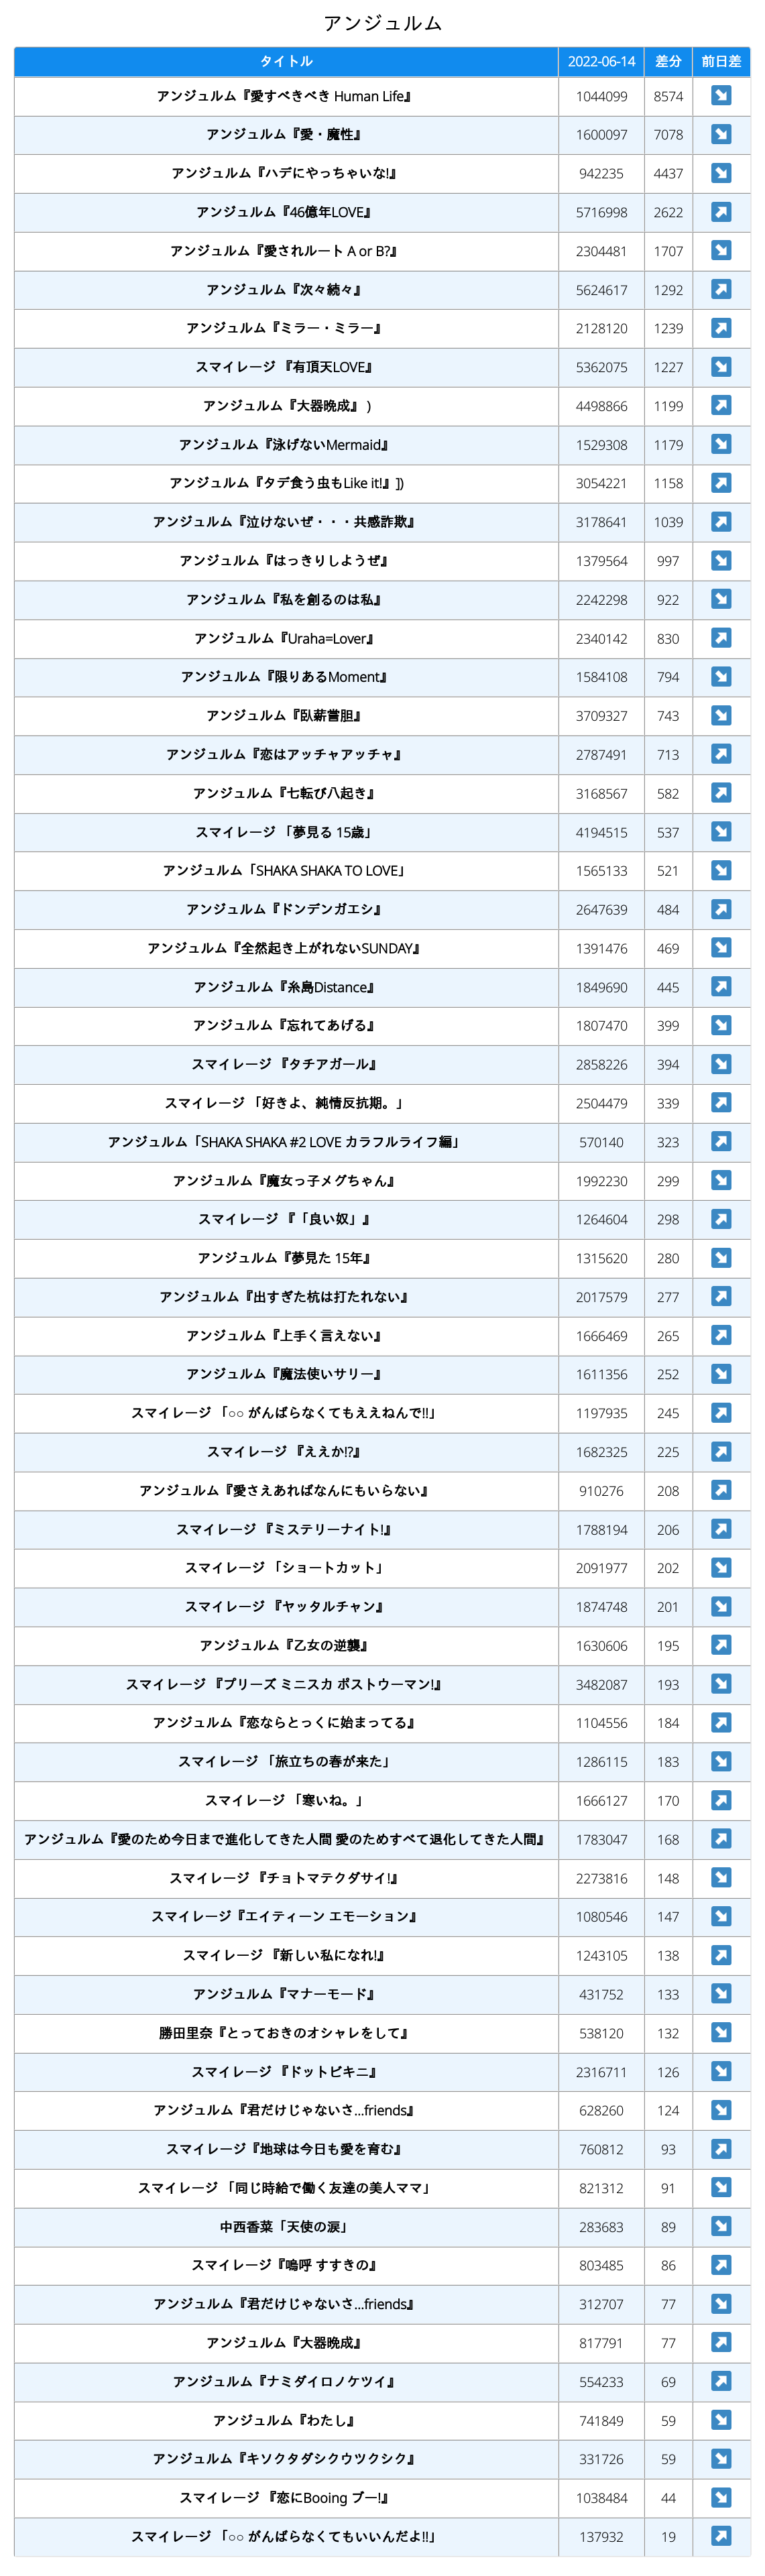 アンジュルム
タイトル 2022-06-14 差分 前日差
アンジュルム『愛すべきべき Human Life』 1044099 8574 ↘
アンジュルム『愛・魔性』 1600097 7078 ↘
アンジュルム『ハデにやっちゃいな!』 942235 4437 ↘
アンジュルム『46億年LOVE』 5716998 2622 ↗
アンジュルム『愛されルート A or B?』 2304481 1707 ↘
アンジュルム『次々続々』 5624617 1292 ↗
アンジュルム『ミラー・ミラー』 2128120 1239 ↗
スマイレージ 『有頂天LOVE』 5362075 1227 ↘
アンジュルム『大器晩成』 ) 4498866 1199 ↗
アンジュルム『泳げないMermaid』 1529308 1179 ↘
アンジュルム『タデ食う虫もLike it!』]) 3054221 1158 ↗
アンジュルム『泣けないぜ・・・共感詐欺』 3178641 1039 ↗
アンジュルム『はっきりしようぜ』 1379564 997 ↘
アンジュルム『私を創るのは私』 2242298 922 ↘
アンジュルム『Uraha=Lover』 2340142 830 ↗
アンジュルム『限りあるMoment』 1584108 794 ↘
アンジュルム『臥薪嘗胆』 3709327 743 ↘
アンジュルム『恋はアッチャアッチャ』 2787491 713 ↗
アンジュルム『七転び八起き』 3168567 582 ↗
スマイレージ 「夢見る 15歳」 4194515 537 ↘
アンジュルム「SHAKA SHAKA TO LOVE」 1565133 521 ↘
アンジュルム『ドンデンガエシ』 2647639 484 ↗
アンジュルム『全然起き上がれないSUNDAY』 1391476 469 ↘
アンジュルム『糸島Distance』 1849690 445 ↗
アンジュルム『忘れてあげる』 1807470 399 ↘
スマイレージ 『タチアガール』 2858226 394 ↘
スマイレージ 「好きよ、純情反抗期。」 2504479 339 ↗
アンジュルム「SHAKA SHAKA #2 LOVE カラフルライフ編」 570140 323 ↗
アンジュルム『魔女っ子メグちゃん』 1992230 299 ↘
スマイレージ 『「良い奴」』 1264604 298 ↗
アンジュルム『夢見た 15年』 1315620 280 ↘
アンジュルム『出すぎた杭は打たれない』 2017579 277 ↗
アンジュルム『上手く言えない』 1666469 265 ↗
アンジュルム『魔法使いサリー』 1611356 252 ↘
スマイレージ 「○○ がんばらなくてもええねんで!!」 1197935 245 ↗
スマイレージ 『ええか!?』 1682325 225 ↗
アンジュルム『愛さえあればなんにもいらない』 910276 208 ↗
スマイレージ 『ミステリーナイト!』 1788194 206 ↗
スマイレージ 「ショートカット」 2091977 202 ↘
スマイレージ 『ヤッタルチャン』 1874748 201 ↘
アンジュルム『乙女の逆襲』 1630606 195 ↗
スマイレージ 『プリーズ ミニスカ ポストウーマン!』 3482087 193 ↘
アンジュルム『恋ならとっくに始まってる』 1104556 184 ↗
スマイレージ 「旅立ちの春が来た」 1286115 183 ↘
スマイレージ 「寒いね。」 1666127 170 ↗
アンジュルム『愛のため今日まで進化してきた人間 愛のためすべて退化してきた人間』 1783047 168 ↗
スマイレージ 『チョトマテクダサイ!』 2273816 148 ↘
スマイレージ『エイティーン エモーション』 1080546 147 ↘
スマイレージ 『新しい私になれ!』 1243105 138 ↗
アンジュルム『マナーモード』 431752 133 ↘
勝田里奈『とっておきのオシャレをして』 538120 132 ↘
スマイレージ 『ドットビキニ』 2316711 126 ↘
アンジュルム『君だけじゃないさ...friends』 628260 124 ↘
スマイレージ『地球は今日も愛を育む』 760812 93 ↗
スマイレージ 「同じ時給で働く友達の美人ママ」 821312 91 ↘
中西香菜「天使の涙」 283683 89 ↘
スマイレージ『嗚呼 すすきの』 803485 86 ↗
アンジュルム『君だけじゃないさ...friends』 312707 77 ↘
アンジュルム『大器晩成』 817791 77 ↗
アンジュルム『ナミダイロノケツイ』 554233 69 ↗
アンジュルム『わたし』 741849 59 ↘
アンジュルム『キソクタダシクウツクシク』 331726 59 ↘
スマイレージ 『恋にBooing ブー!』 1038484 44 ↘
スマイレージ 「○○ がんばらなくてもいいんだよ!!」 137932 19 ↗